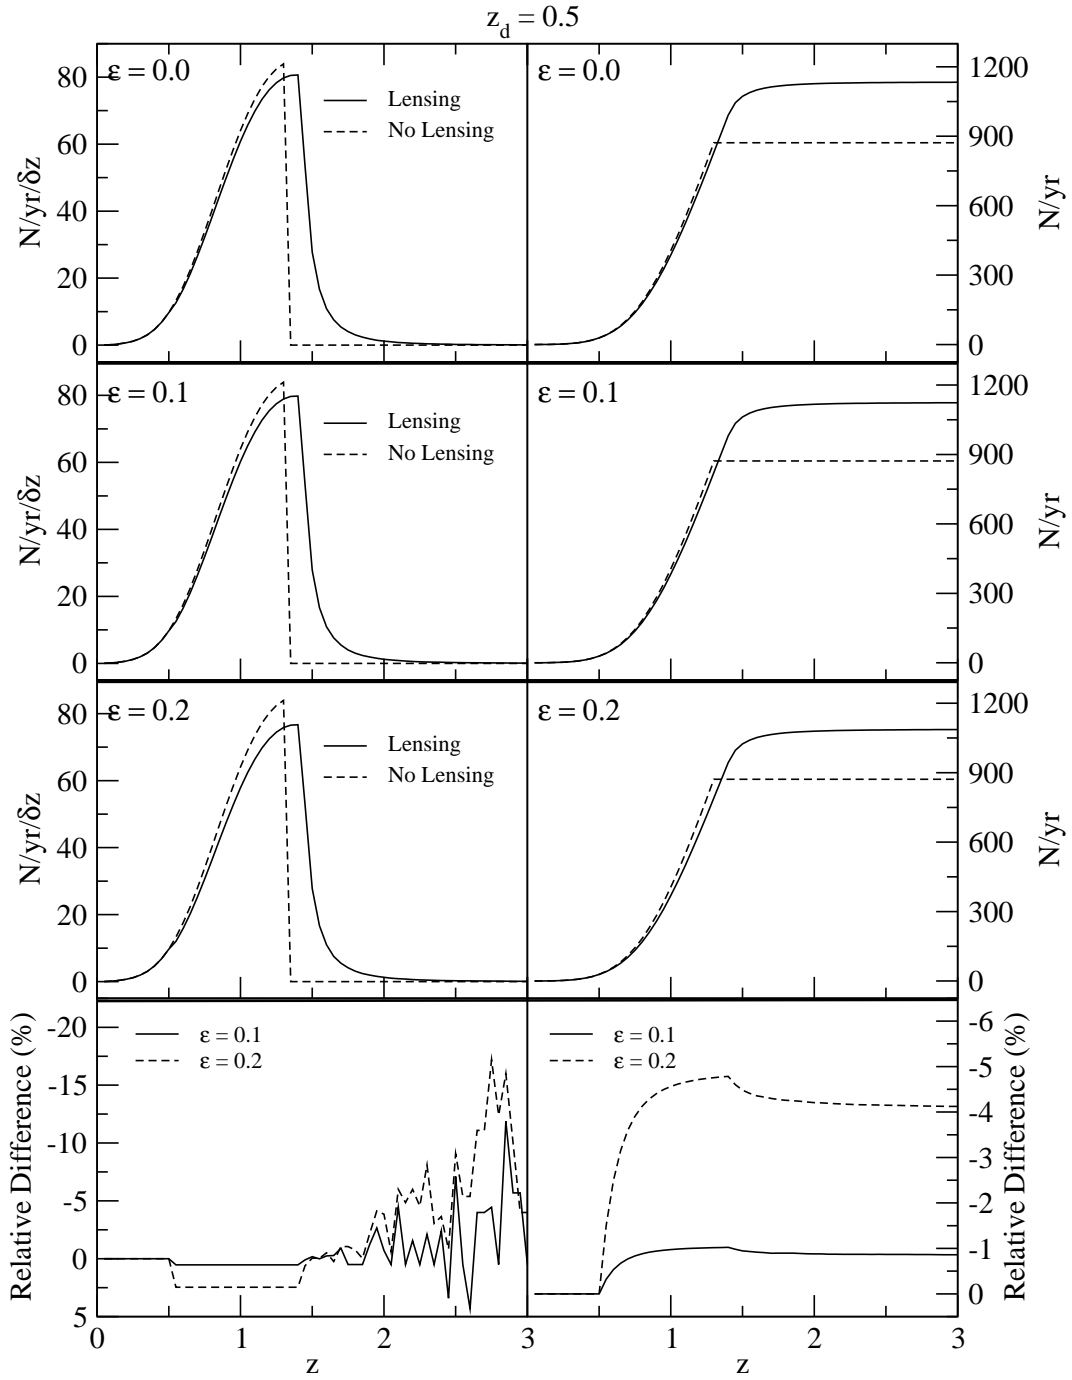 z_d = 0.5
ε = 0.0
Lensing
No Lensing
80
60
40
20
0
N/yr/δz
ε = 0.0
1200
900
600
300
0
N/yr
ε = 0.1
Lensing
No Lensing
80
60
40
20
0
N/yr/δz
ε = 0.1
1200
900
600
300
0
N/yr
ε = 0.2
Lensing
No Lensing
80
60
40
20
0
N/yr/δz
ε = 0.2
1200
900
600
300
0
N/yr
ε = 0.1
ε = 0.2
-20
-15
-10
-5
0
5
Relative Difference (%)
0 1 2 3
z
ε = 0.1
ε = 0.2
-6
-5
-4
-3
-2
-1
0
Relative Difference (%)
1 2 3
z